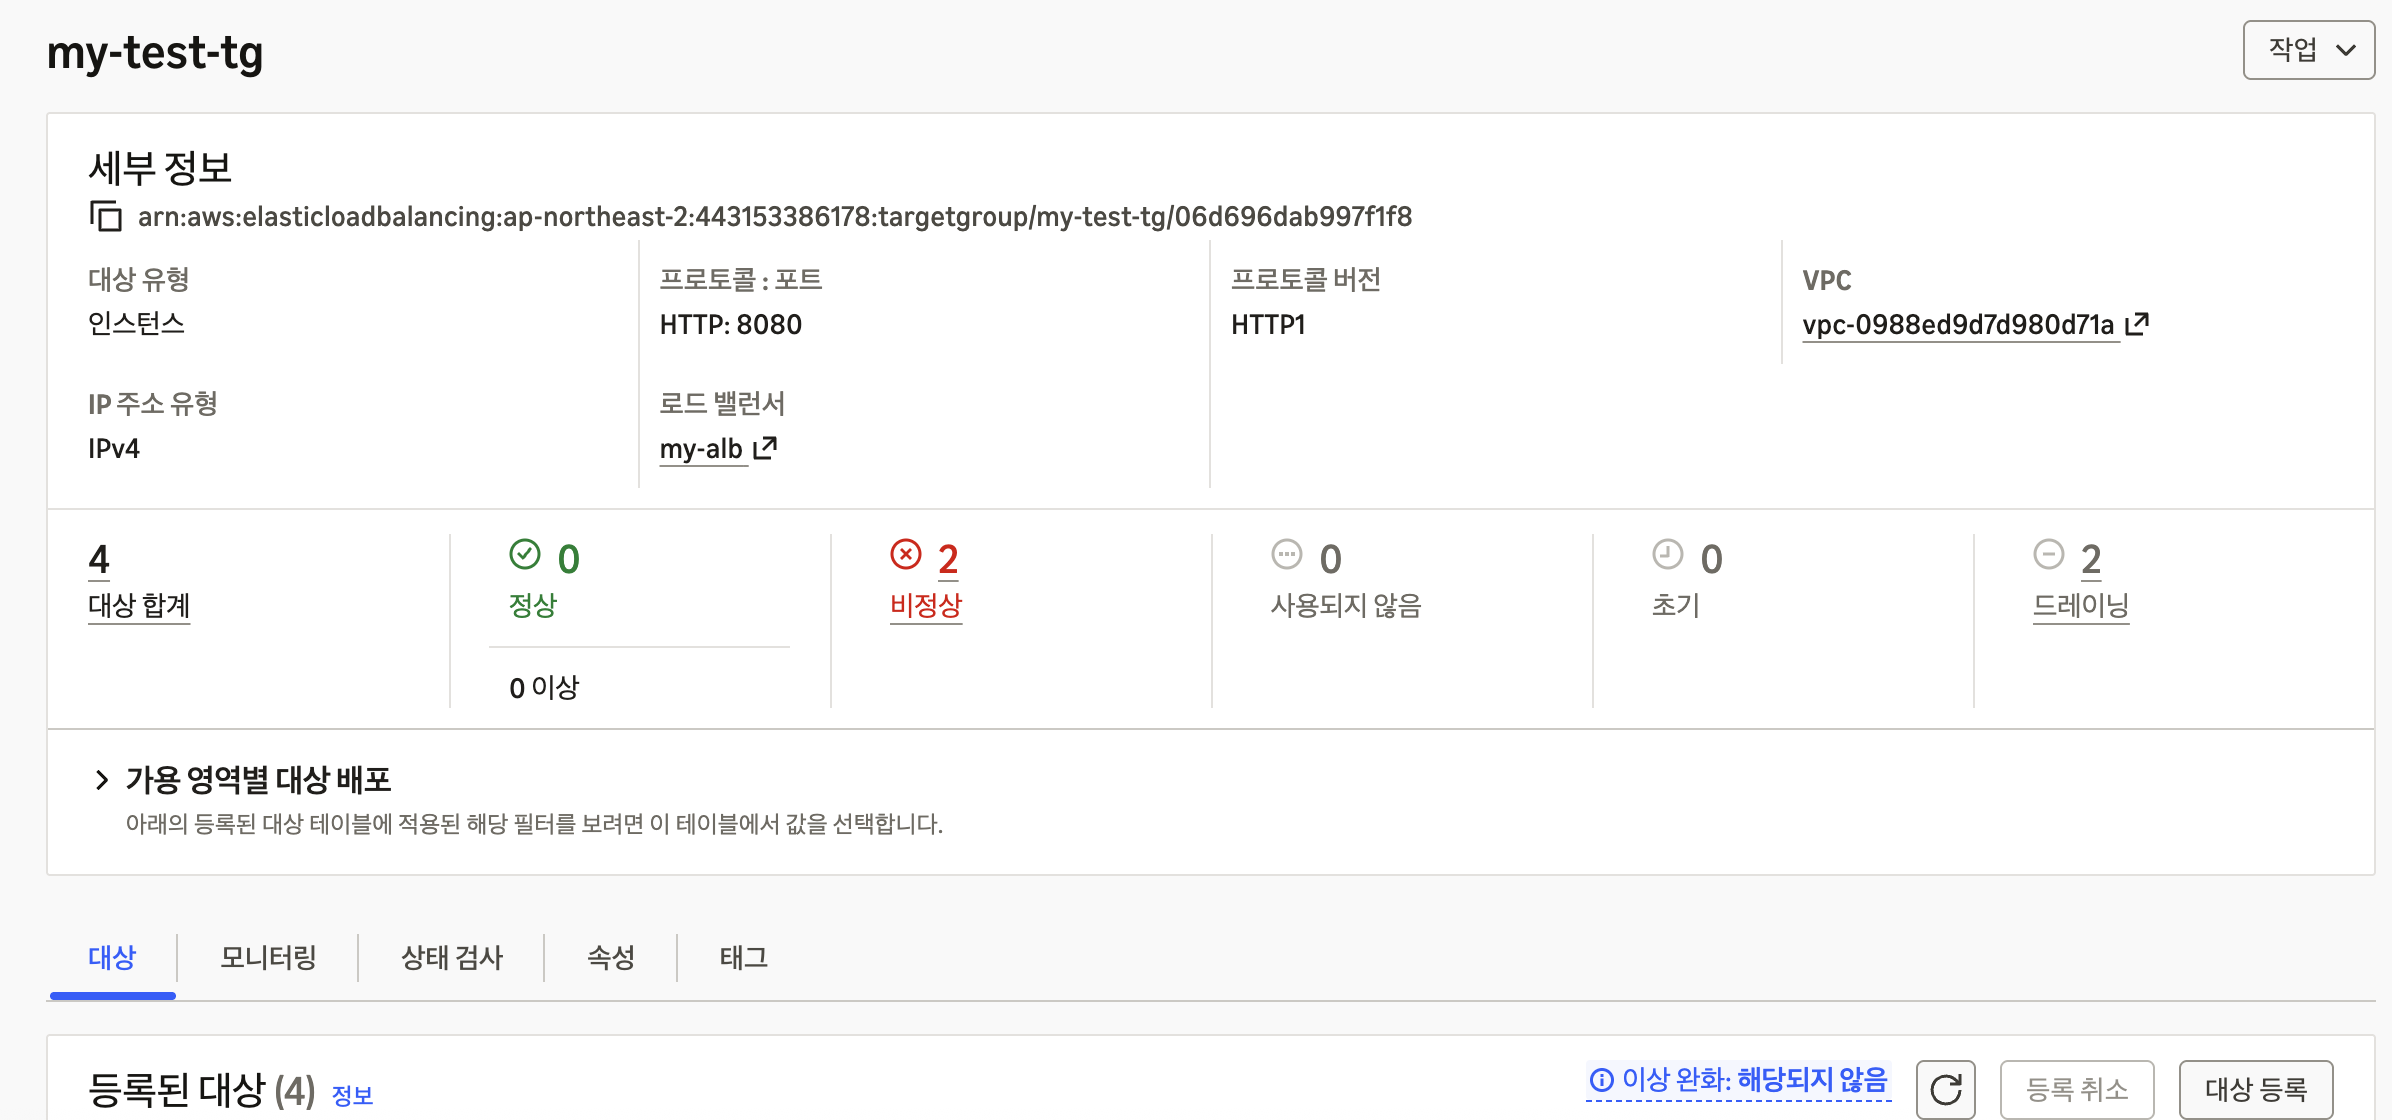 my-test-tg
작업
세부 정보
arn:aws:elasticloadbalancing:ap-northeast-2:443153386178:targetgroup/my-test-tg/06d696dab997f1f8
대상 유형
인스턴스
프로토콜 : 포트
HTTP: 8080
프로토콜 버전
HTTP1
VPC
vpc-0988ed9d7d980d71a
IP 주소 유형
IPv4
로드 밸런서
my-alb
4
대상 합계
0
정상
0 이상
2
비정상
0
사용되지 않음
0
초기
2
드레이닝
가용 영역별 대상 배포
아래의 등록된 대상 테이블에 적용된 해당 필터를 보려면 이 테이블에서 값을 선택합니다.
대상
모니터링
상태 검사
속성
태그
등록된 대상 (4) 정보
이상 완화: 해당되지 않음
등록 취소
대상 등록